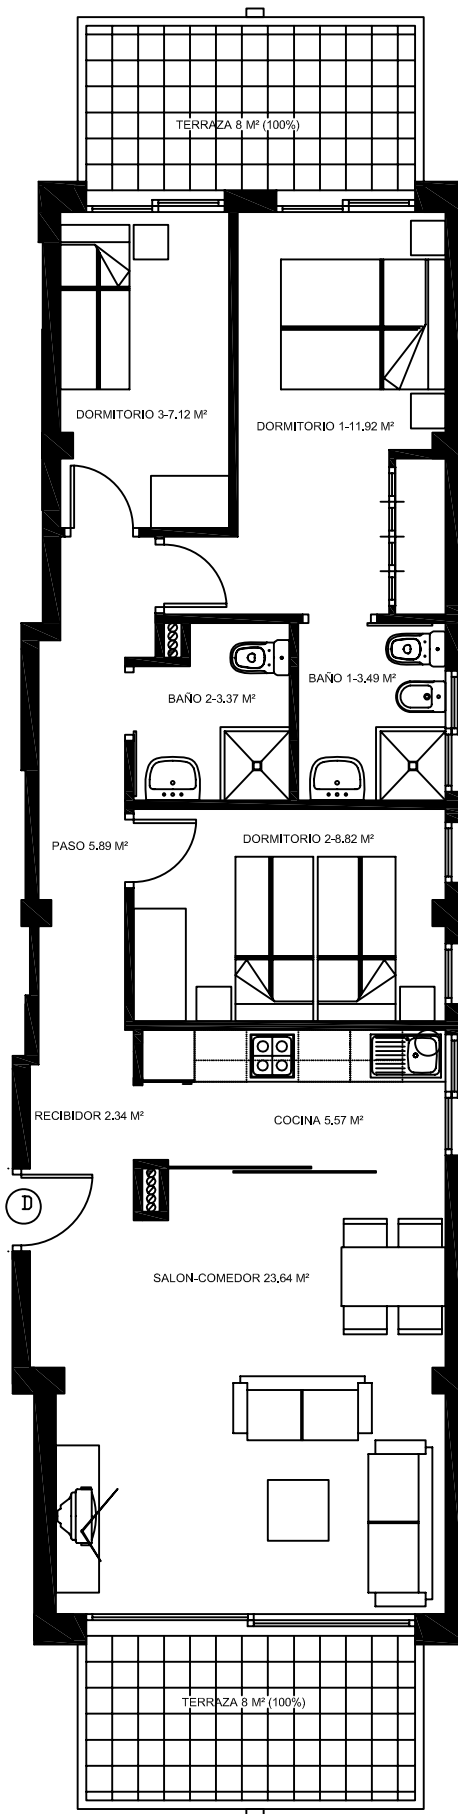 TERRAZA 8 M² (100%)
DORMITORIO 3-7.12 M²
DORMITORIO 1-11.92 M²
BAÑO 1-3.49 M²
BAÑO 2-3.37 M²
DORMITORIO 2-8.82 M²
PASO 5.89 M²
RECIBIDOR 2.34 M²
COCINA 5.57 M²
D
SALON-COMEDOR 23.64 M²
TERRAZA 8 M² (100%)